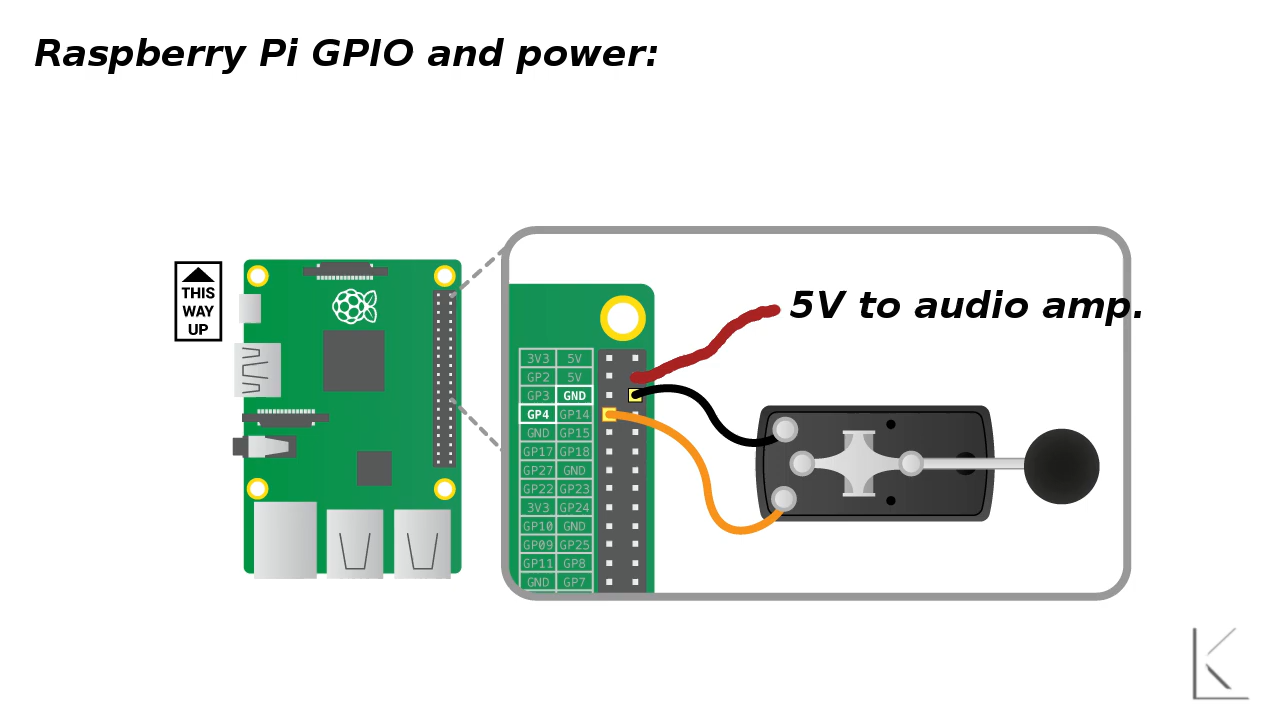 Raspberry Pi GPIO and power:
THIS
WAY
UP
5V to audio amp.
3V3 5V
GP2 5V
GP3 GND
GP4 GP14
GND GP15
GP17 GP18
GP27 GND
GP22 GP23
3V3 GP24
GP10 GND
GP09 GP25
GP11 GP8
GND GP7
K